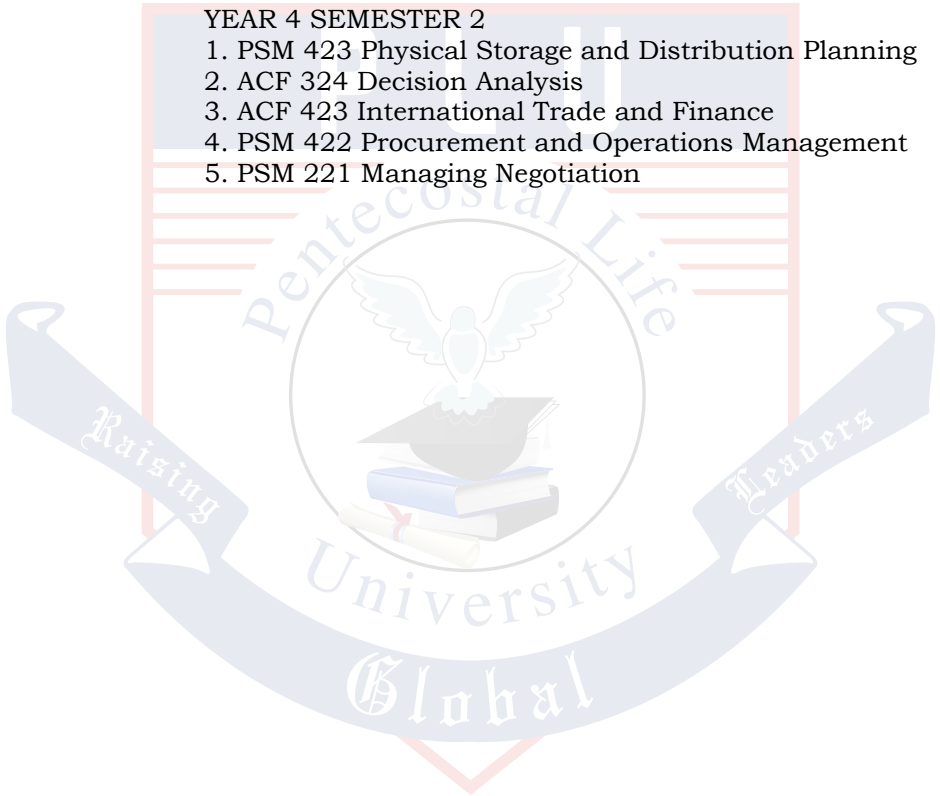 YEAR 4 SEMESTER 2
1. PSM 423 Physical Storage and Distribution Planning
2. ACF 324 Decision Analysis
3. ACF 423 International Trade and Finance
4. PSM 422 Procurement and Operations Management
5. PSM 221 Managing Negotiation
P L U
Pentecostal Life
University
Raising
Leaders
Global